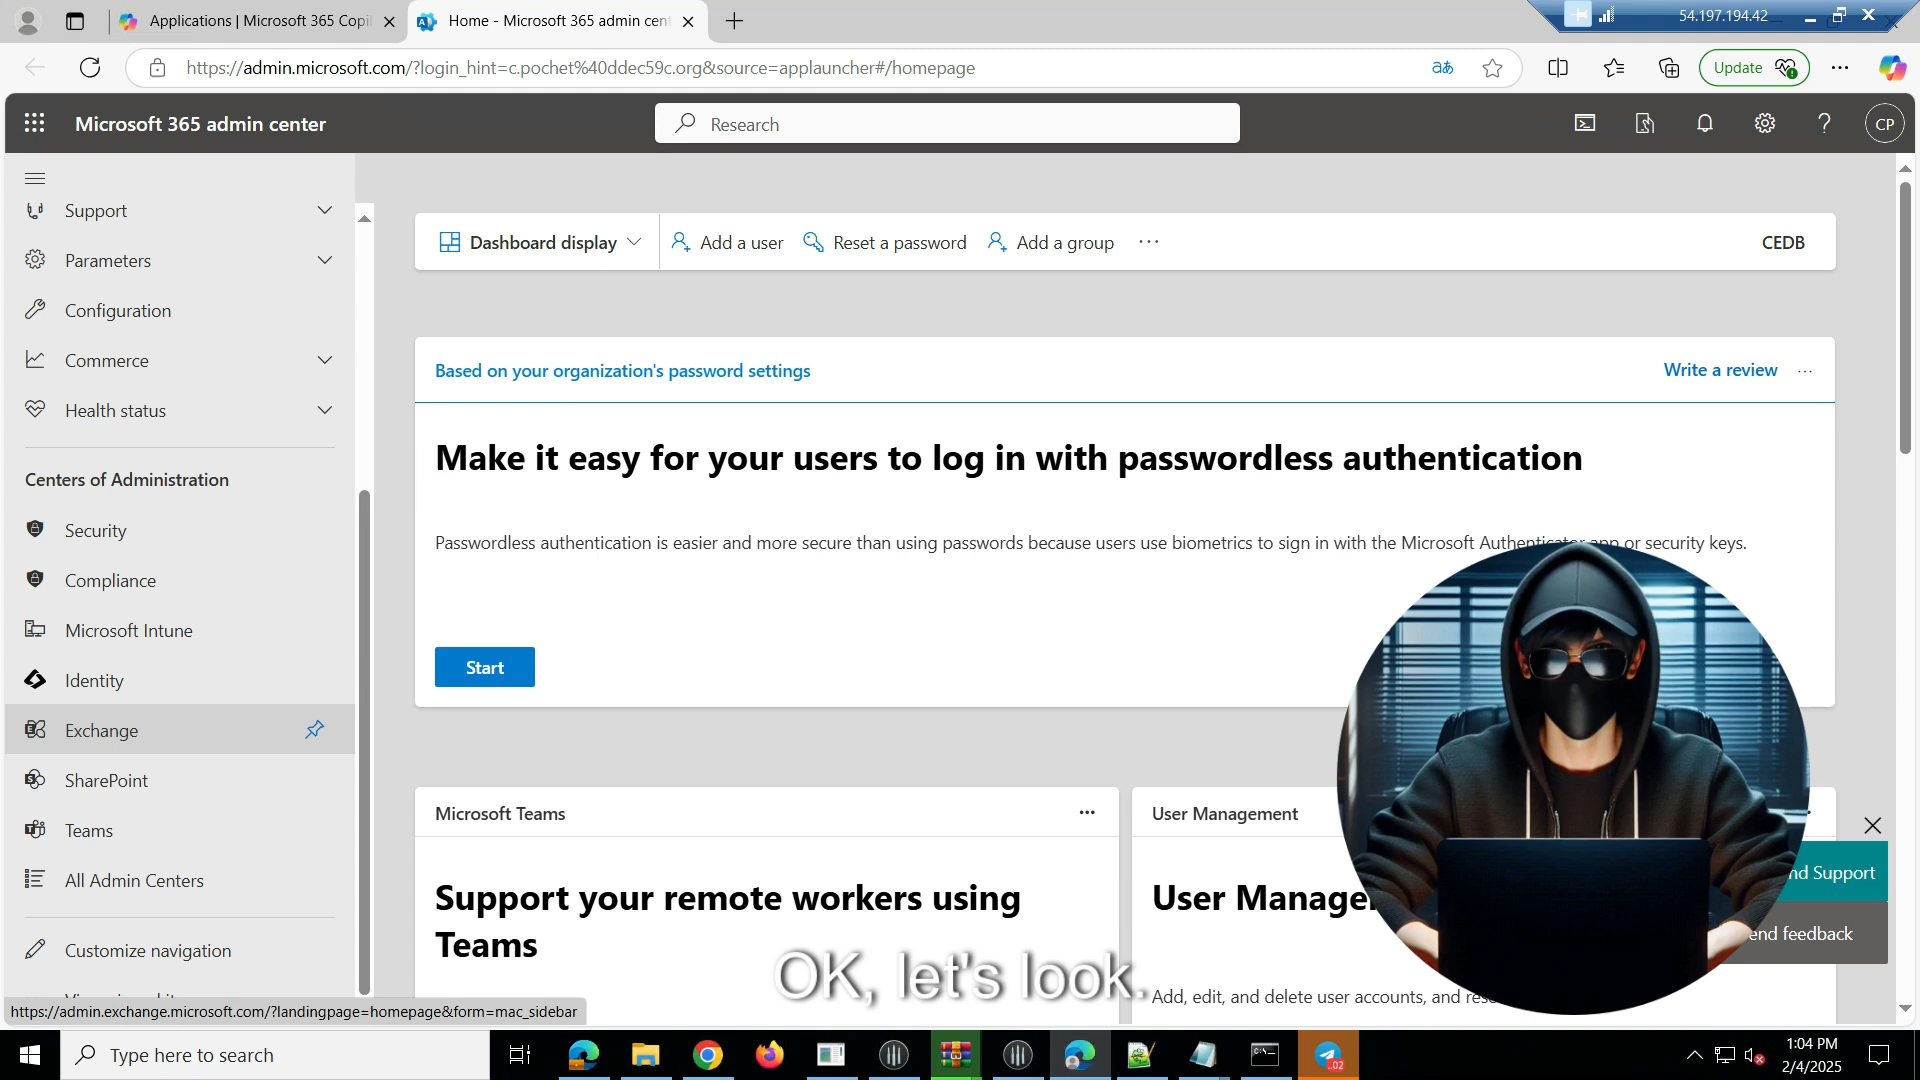 Applications | Microsoft 365 Copi
Home - Microsoft 365 admin cent
54.197.194.42
https://admin.microsoft.com/?login_hint=c.pochet%40ddec59c.org&source=applauncher#/homepage
aあ
Update
Microsoft 365 admin center
Research
CP
Support
Parameters
Configuration
Commerce
Health status
Centers of Administration
Security
Compliance
Microsoft Intune
Identity
Exchange
SharePoint
Teams
All Admin Centers
Customize navigation
https://admin.exchange.microsoft.com/?landingpage=homepage&form=mac_sidebar
Dashboard display
Add a user
Reset a password
Add a group
CEDB
Based on your organization's password settings
Write a review
Make it easy for your users to log in with passwordless authentication
Passwordless authentication is easier and more secure than using passwords because users use biometrics to sign in with the Microsoft Authenticator app or security keys.
Start
Microsoft Teams
Support your remote workers using
Teams
User Management
User Manage
Add, edit, and delete user accounts, and res
nd Support
end feedback
OK, let's look.
Type here to search
..02
1:04 PM
2/4/2025